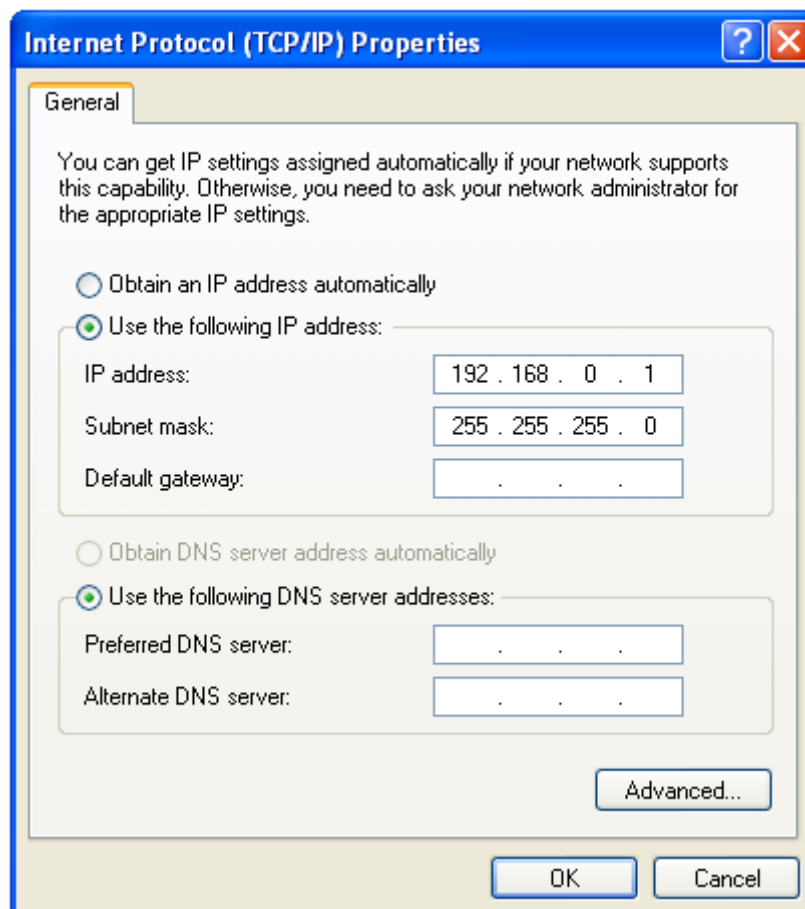 Internet Protocol (TCP/IP) Properties
General
You can get IP settings assigned automatically if your network supports
this capability. Otherwise, you need to ask your network administrator for
the appropriate IP settings.
Obtain an IP address automatically
Use the following IP address:
IP address: 192 . 168 . 0 . 1
Subnet mask: 255 . 255 . 255 . 0
Default gateway: . . .
Obtain DNS server address automatically
Use the following DNS server addresses:
Preferred DNS server: . . .
Alternate DNS server: . . .
Advanced...
OK Cancel